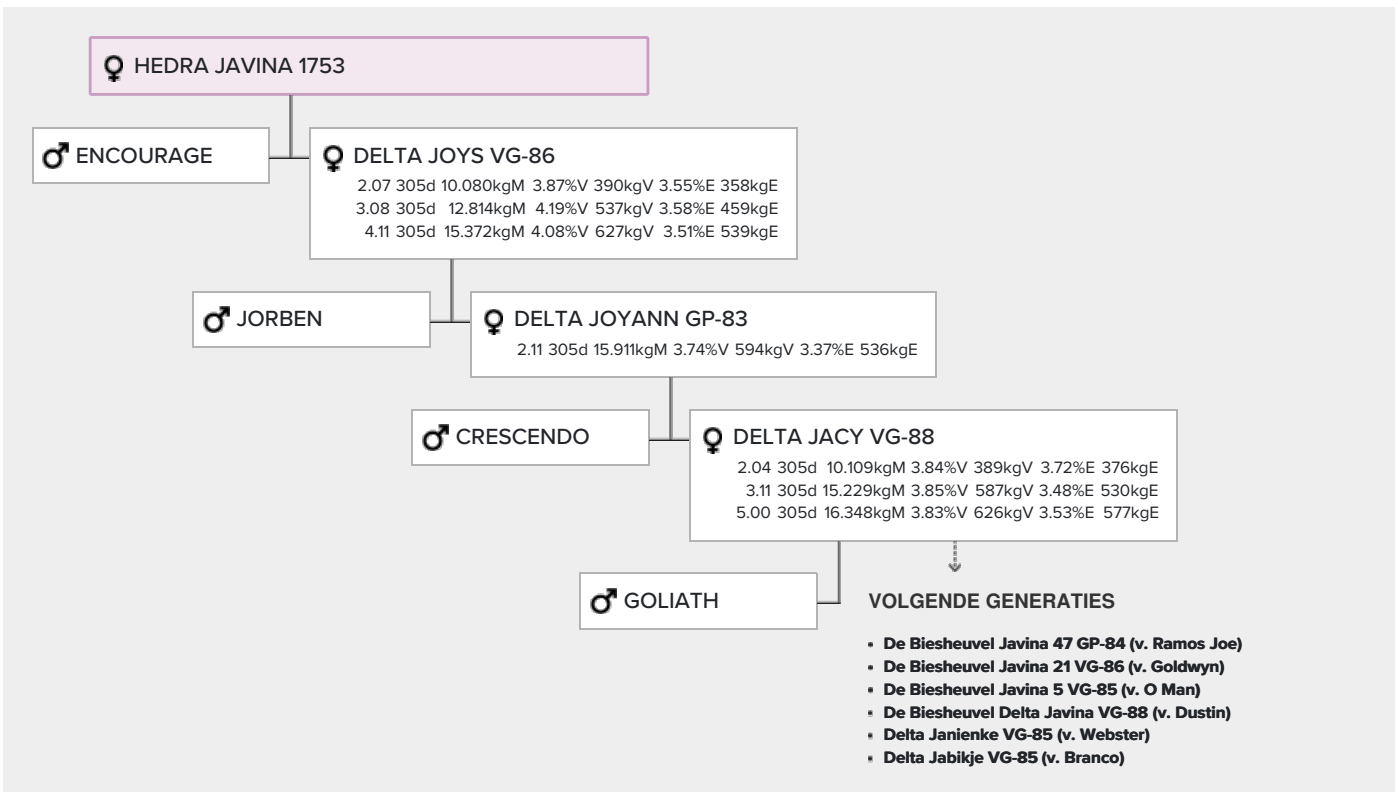 HEDRA JAVINA 1753
ENCOURAGE
DELTA JOYS VG-86
2.07 305d 10.080kgM 3.87%V 390kgV 3.55%E 358kgE
3.08 305d 12.814kgM 4.19%V 537kgV 3.58%E 459kgE
4.11 305d 15.372kgM 4.08%V 627kgV 3.51%E 539kgE
JORBEN
DELTA JOYANN GP-83
2.11 305d 15.911kgM 3.74%V 594kgV 3.37%E 536kgE
CRESCENDO
DELTA JACY VG-88
2.04 305d 10.109kgM 3.84%V 389kgV 3.72%E 376kgE
3.11 305d 15.229kgM 3.85%V 587kgV 3.48%E 530kgE
5.00 305d 16.348kgM 3.83%V 626kgV 3.53%E 577kgE
GOLIATH
VOLGENDE GENERATIES
• De Biesheuvel Javina 47 GP-84 (v. Ramos Joe)
• De Biesheuvel Javina 21 VG-86 (v. Goldwyn)
• De Biesheuvel Javina 5 VG-85 (v. O Man)
• De Biesheuvel Delta Javina VG-88 (v. Dustin)
• Delta Janienke VG-85 (v. Webster)
• Delta Jabikje VG-85 (v. Branco)